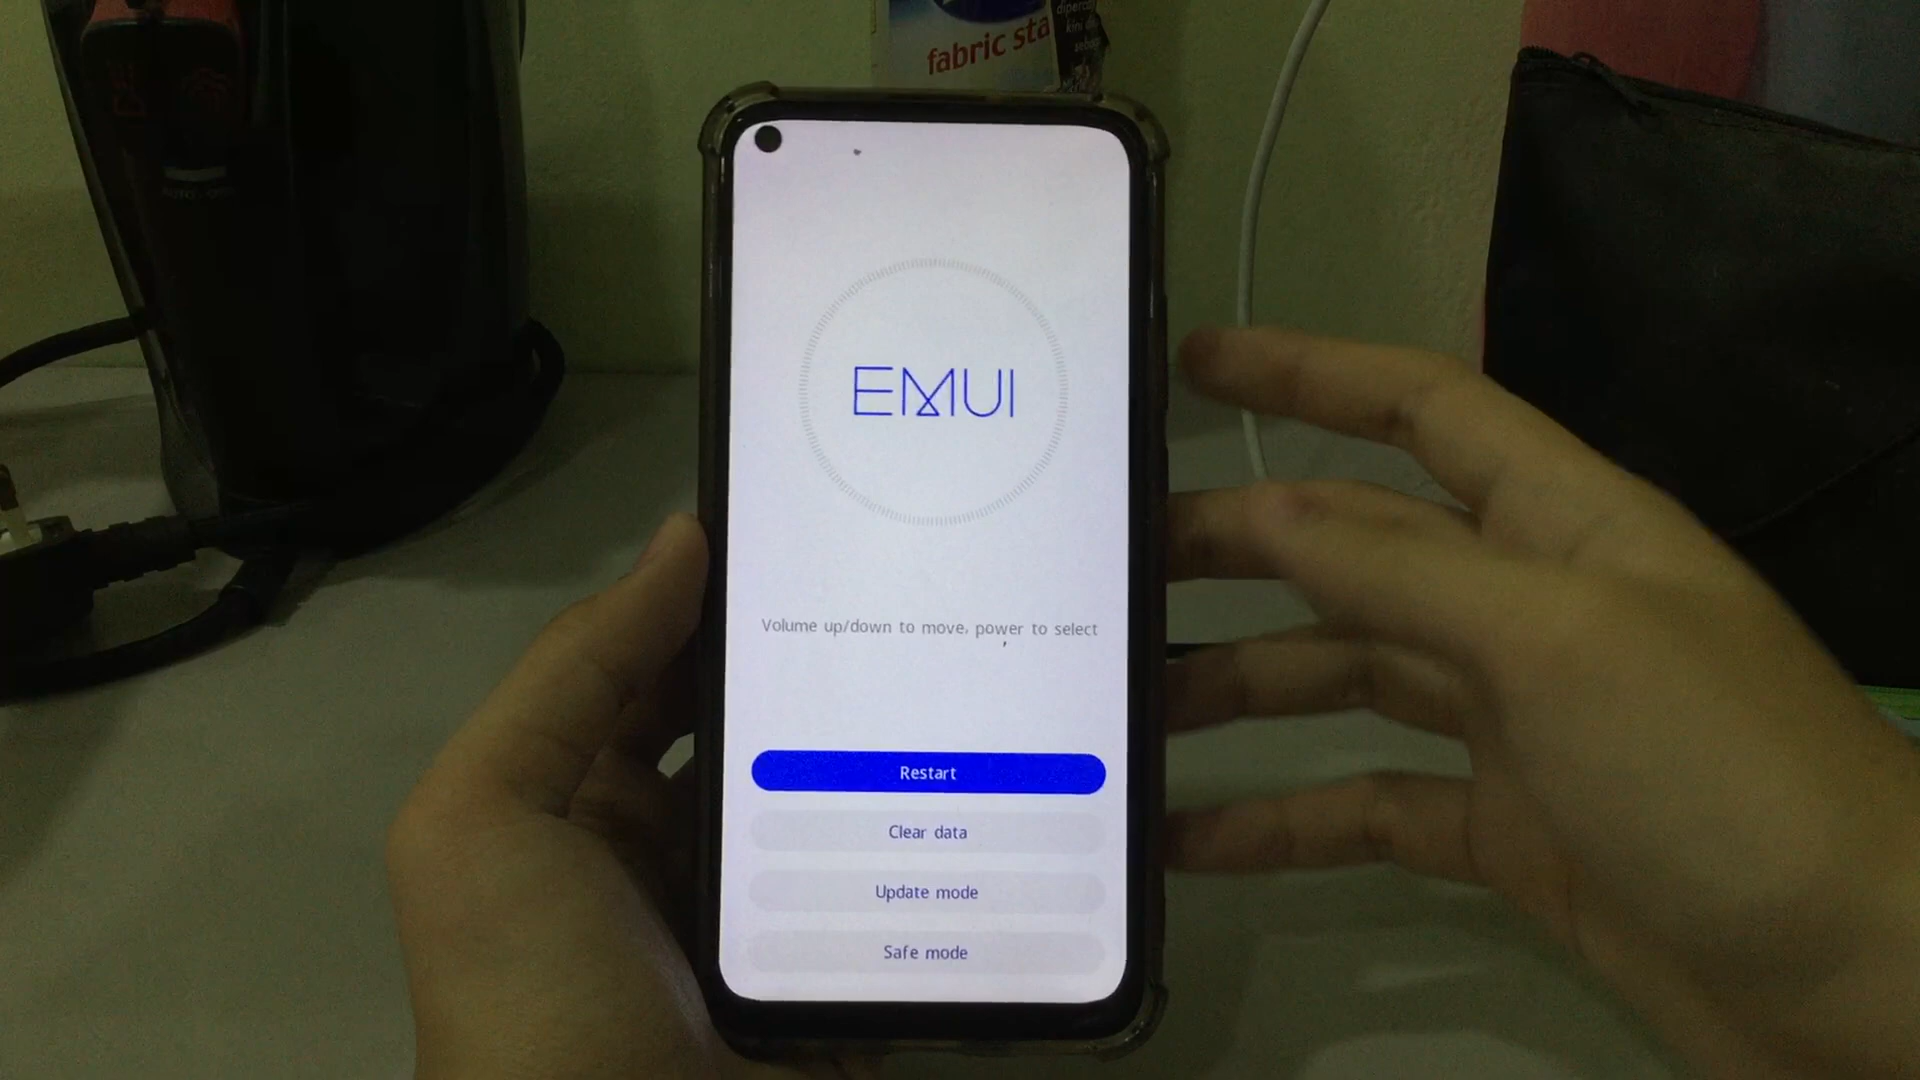 fabric sta
EMUI
Volume up/down to move, power to select
Restart
Clear data
Update mode
Safe mode